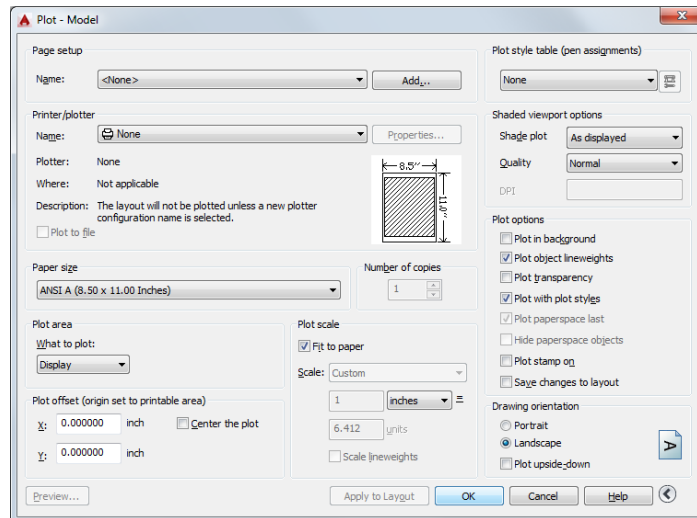 Plot - Model
Page setup
Name:
<None>
Add...
Printer/plotter
Name:
None
Properties...
Plotter:
None
Where:
Not applicable
Description:
The layout will not be plotted unless a new plotter
configuration name is selected.
Plot to file
8.5''
11.0''
Paper size
ANSI A (8.50 x 11.00 Inches)
Number of copies
1
Plot area
What to plot:
Display
Plot offset (origin set to printable area)
X:
0.000000
inch
Center the plot
Y:
0.000000
inch
Plot scale
Fit to paper
Scale:
Custom
1
inches
=
6.412
units
Scale lineweights
Plot style table (pen assignments)
None
Shaded viewport options
Shade plot
As displayed
Quality
Normal
DPI
Plot options
Plot in background
Plot object lineweights
Plot transparency
Plot with plot styles
Plot paperspace last
Hide paperspace objects
Plot stamp on
Save changes to layout
Drawing orientation
Portrait
Landscape
Plot upside-down
A
Preview...
Apply to Layout
OK
Cancel
Help